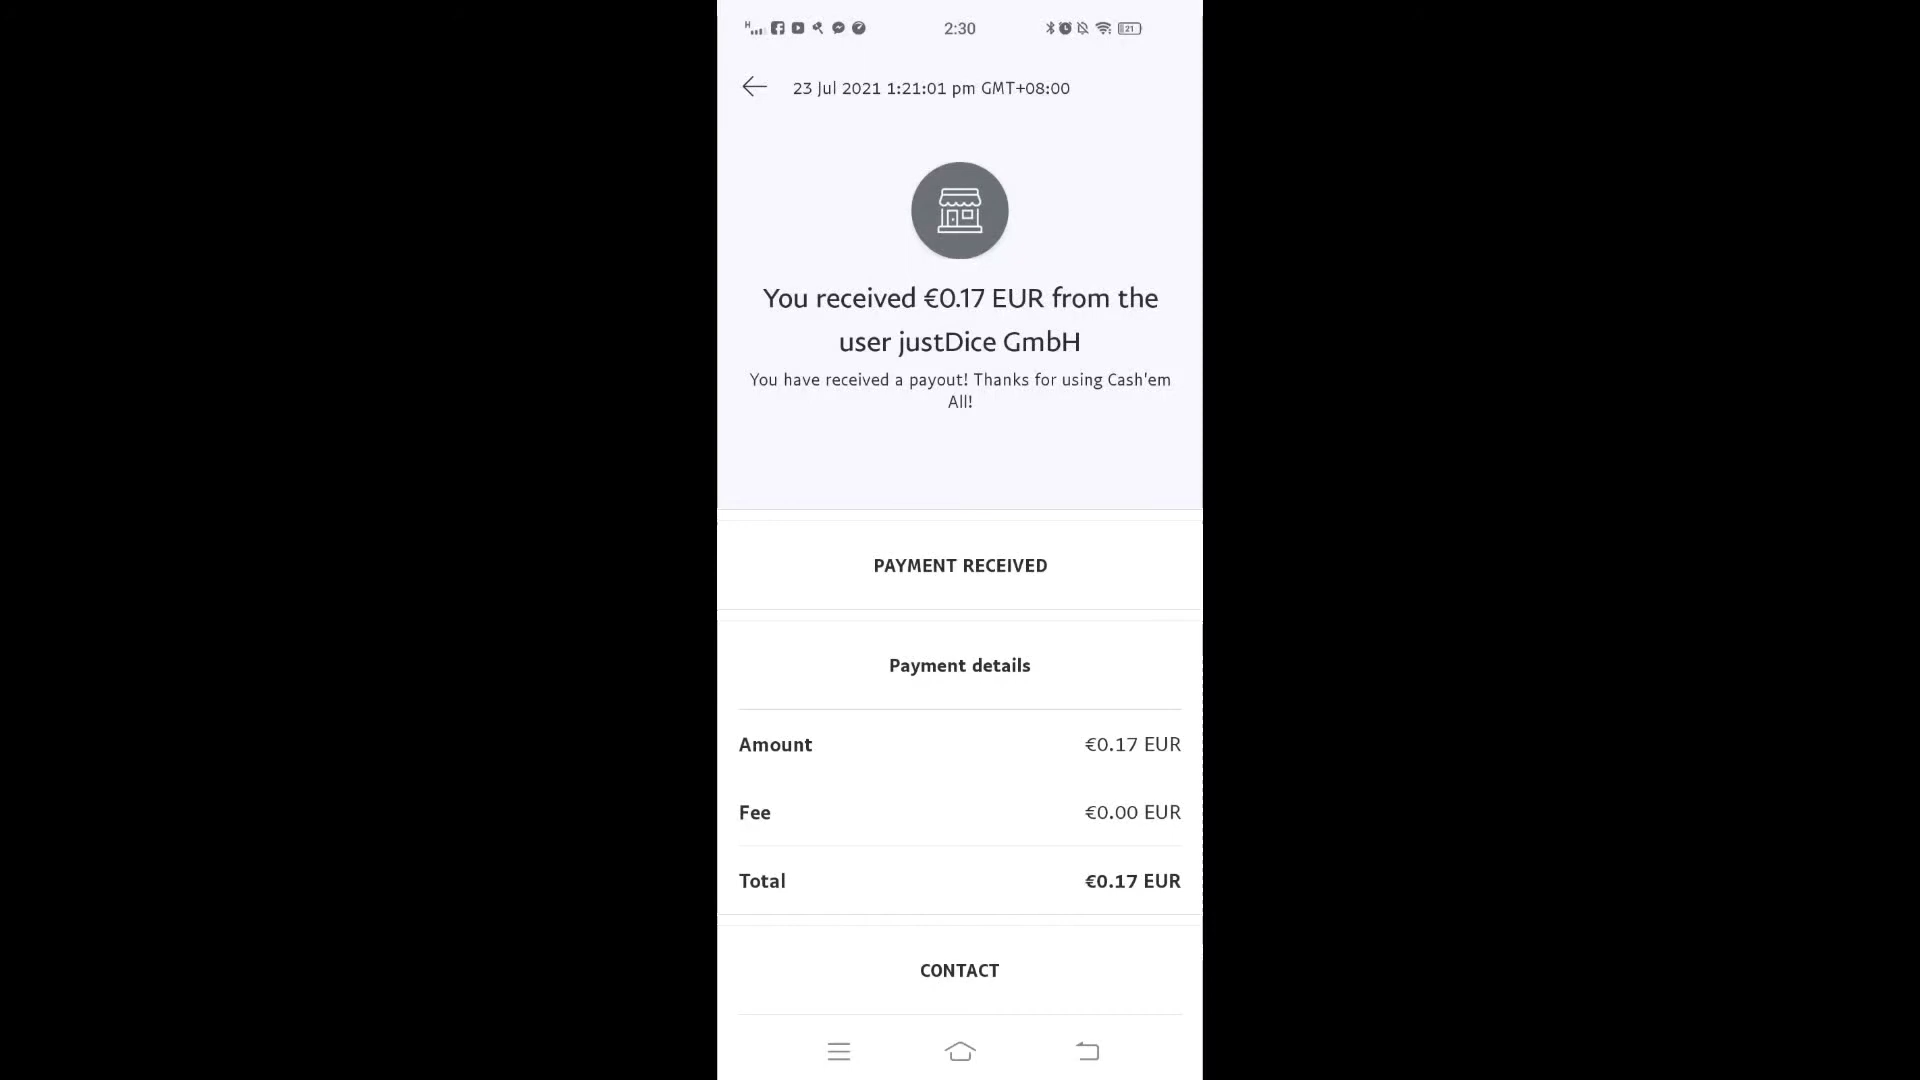 2:30
21
23 Jul 2021 1:21:01 pm GMT+08:00
You received €0.17 EUR from the
user justDice GmbH
You have received a payout! Thanks for using Cash'em
All!
PAYMENT RECEIVED
Payment details
Amount €0.17 EUR
Fee €0.00 EUR
Total €0.17 EUR
CONTACT